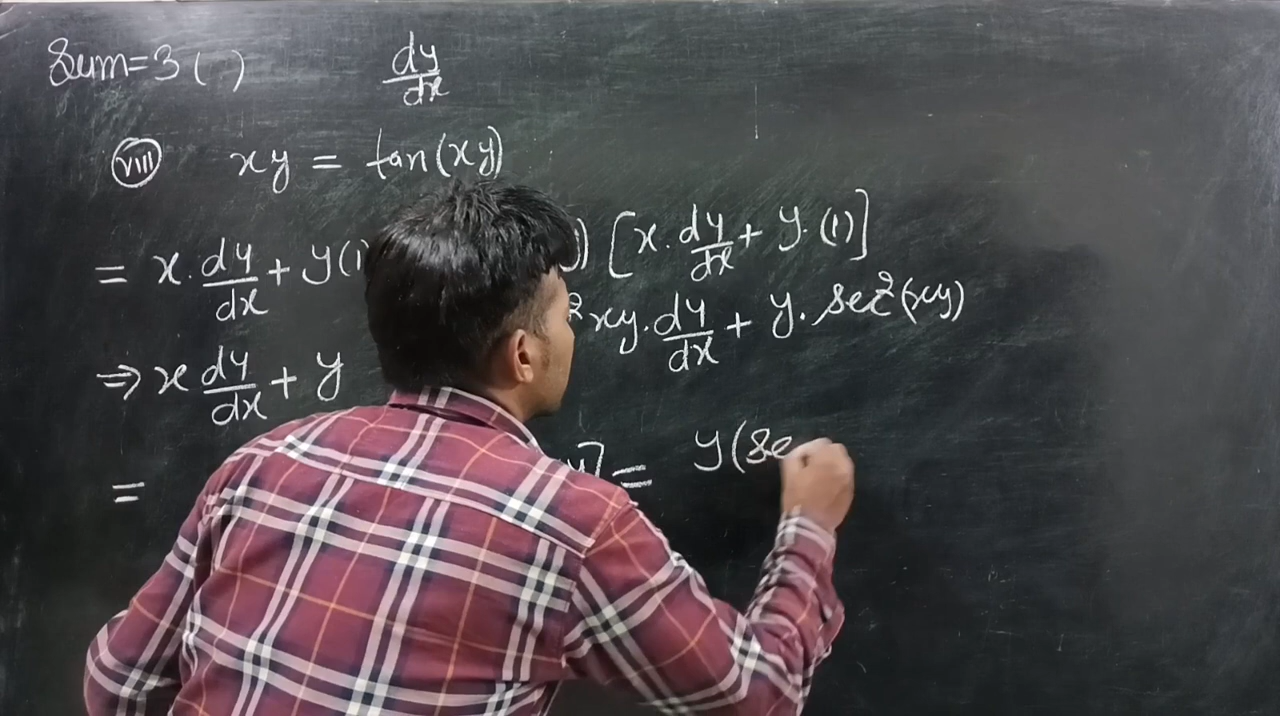 Sum=3 ( ) dy/dx
(viii) xy = tan(xy)
= x. dy/dx + y(1) [x. dy/dx + y. (1)]
⇒ x dy/dx + y ² xy. dy/dx + y. sec²(xy)
= y] = y(se